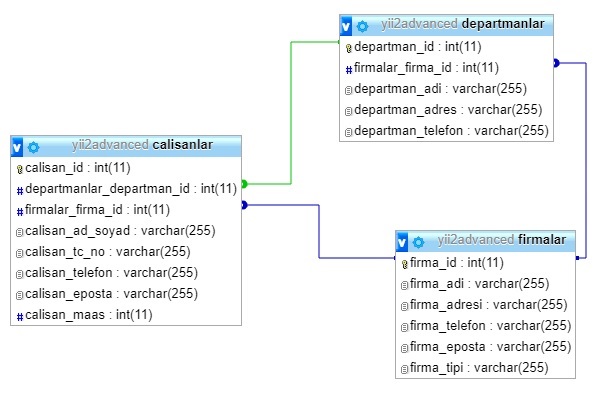 yii2advanced departmanlar
departman_id : int(11)
firmalar_firma_id : int(11)
departman_adi : varchar(255)
departman_adres : varchar(255)
departman_telefon : varchar(255)
yii2advanced calisanlar
calisan_id : int(11)
departmanlar_departman_id : int(11)
firmalar_firma_id : int(11)
calisan_ad_soyad : varchar(255)
calisan_tc_no : varchar(255)
calisan_telefon : varchar(255)
calisan_eposta : varchar(255)
calisan_maas : int(11)
yii2advanced firmalar
firma_id : int(11)
firma_adi : varchar(255)
firma_adresi : varchar(255)
firma_telefon : varchar(255)
firma_eposta : varchar(255)
firma_tipi : varchar(255)